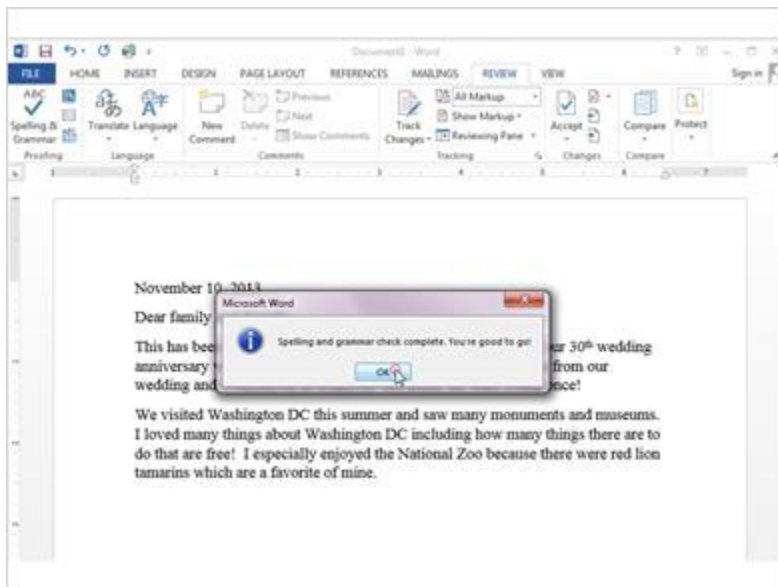 Document1 - Word
FILE HOME INSERT DESIGN PAGE LAYOUT REFERENCES MAILINGS REVIEW VIEW Sign in
ABC
Spelling & Grammar
Translate Language
New Comment
Delete
Previous
Next
Show Comments
Track Changes
All Markup
Show Markup
Reviewing Pane
Accept
Compare
Protect
Proofing Language Comments Tracking Changes Compare
November 10, 2013
Dear family
Microsoft Word
Spelling and grammar check complete. You're good to go!
OK
This has bee ur 30th wedding
anniversary from our
wedding and once!
We visited Washington DC this summer and saw many monuments and museums.
I loved many things about Washington DC including how many things there are to
do that are free! I especially enjoyed the National Zoo because there were red lion
tamarins which are a favorite of mine.